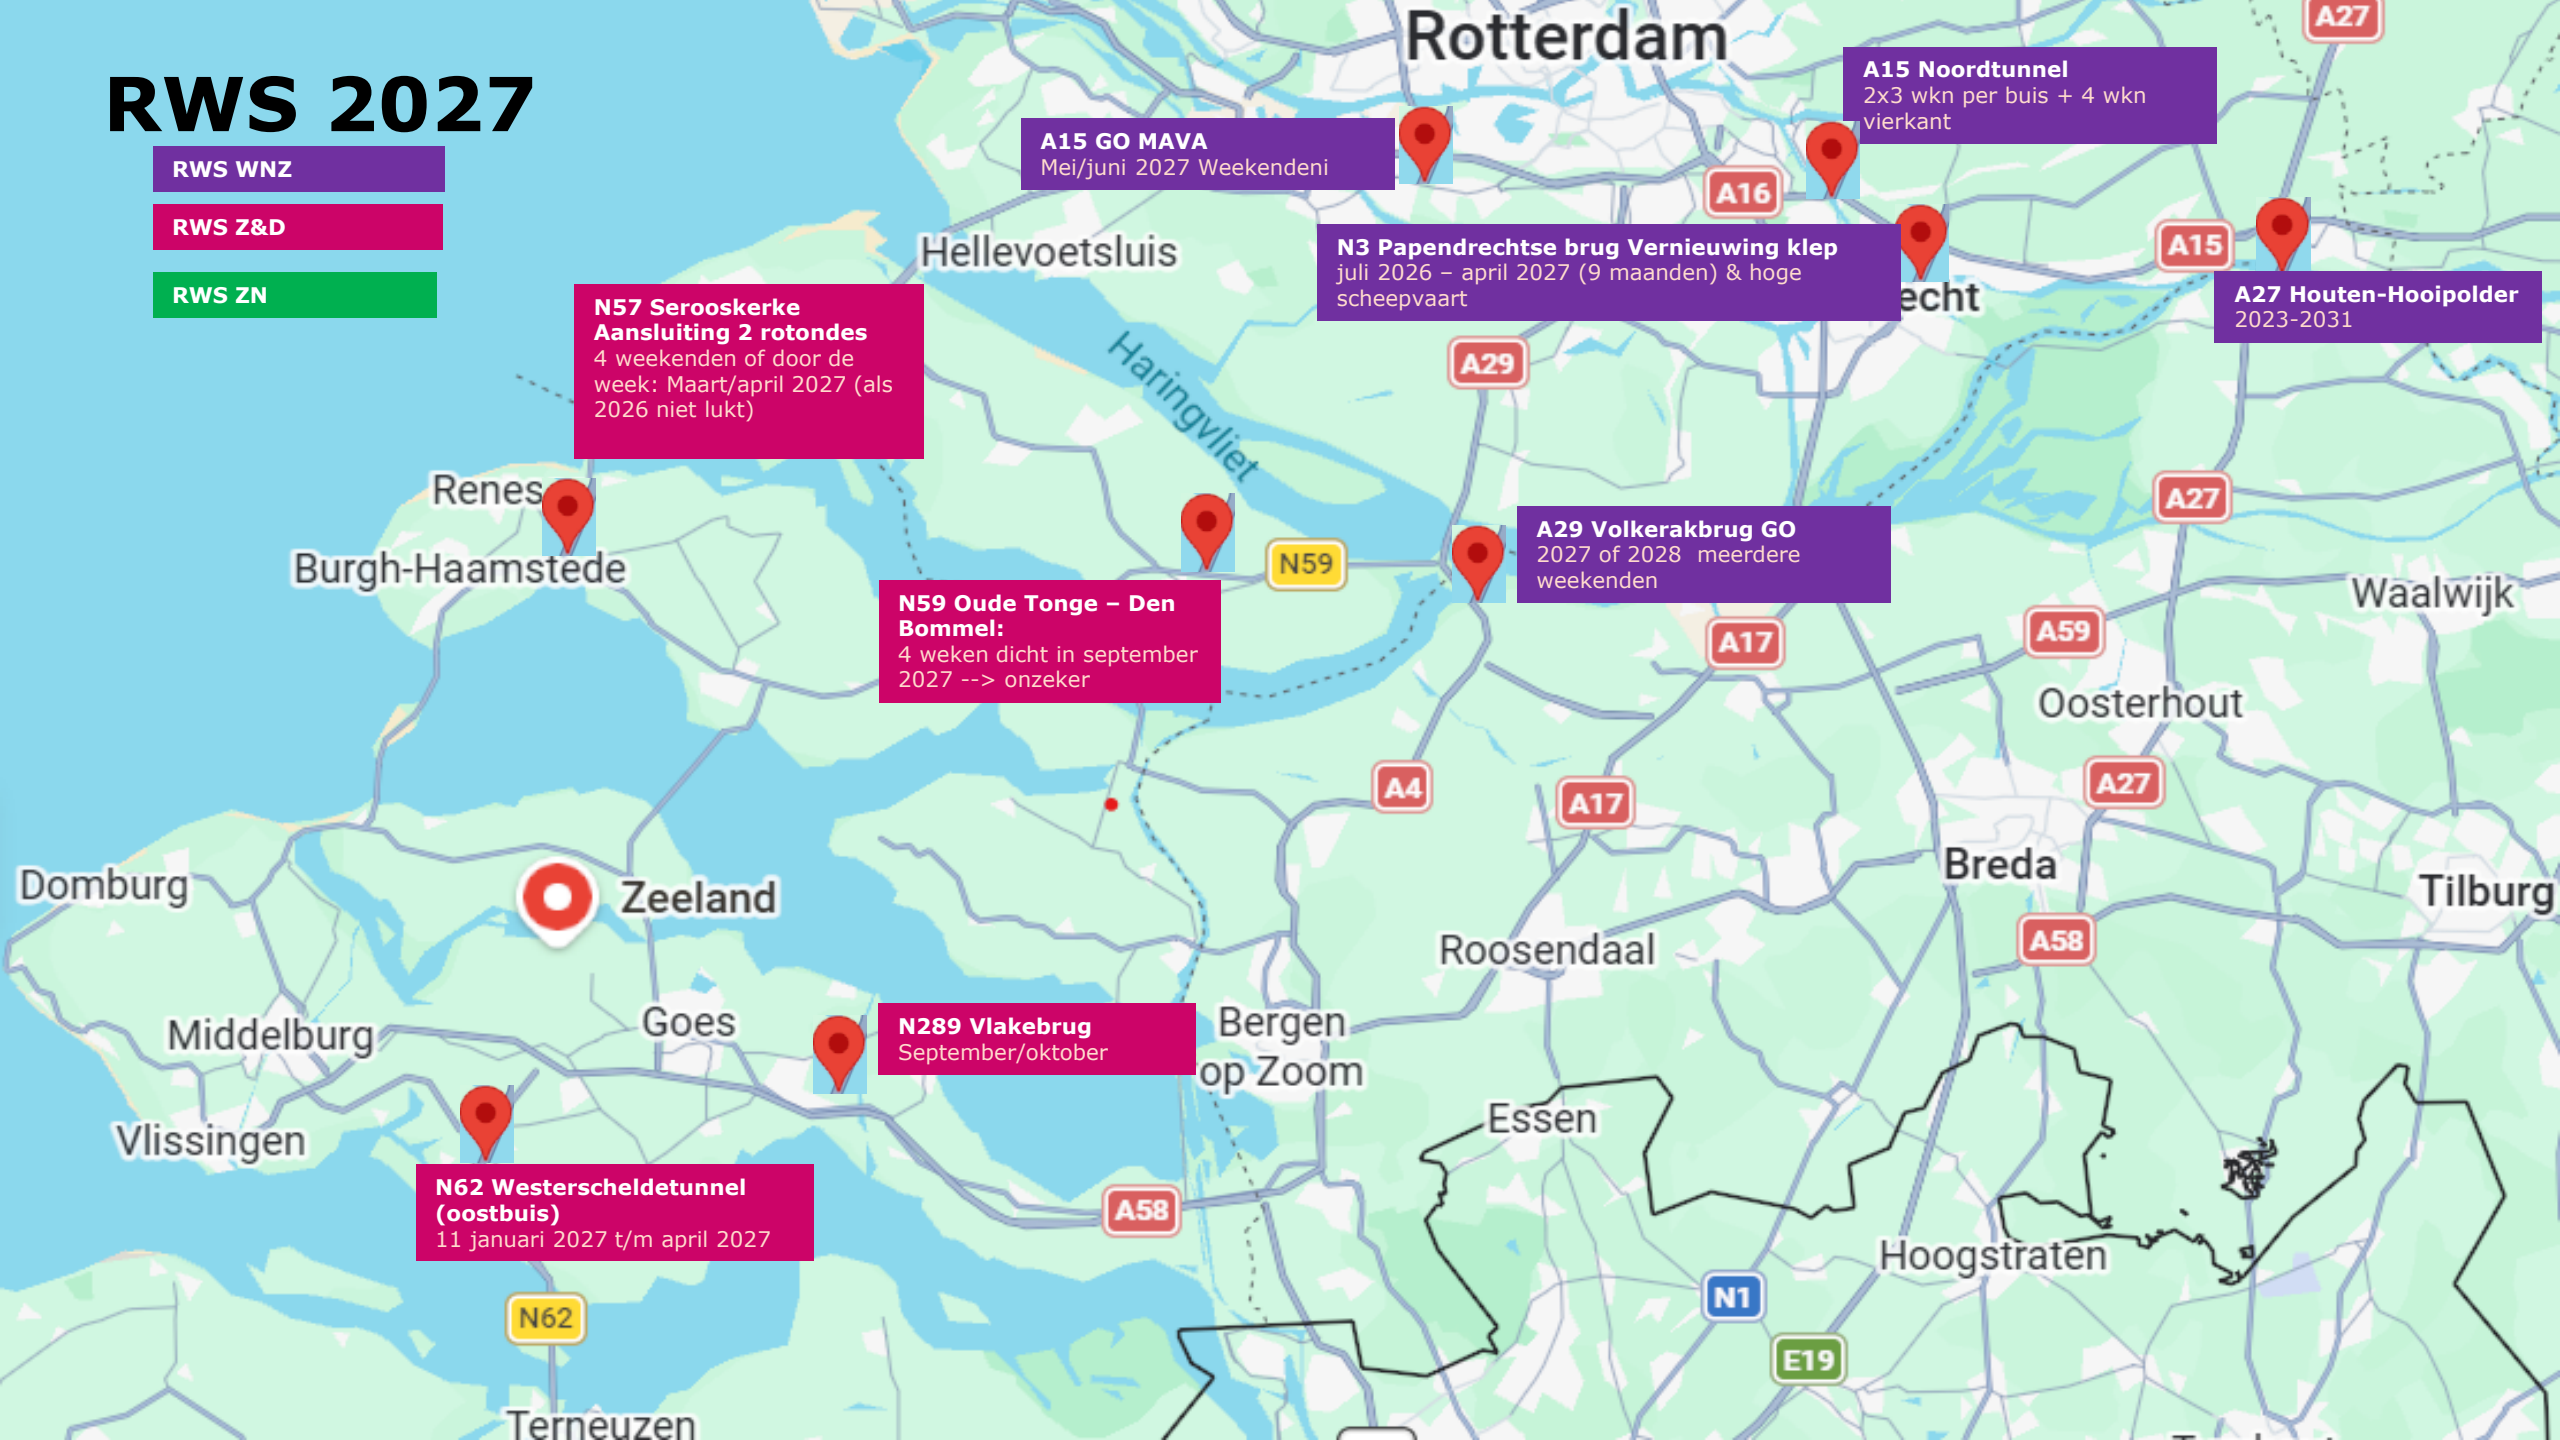 RWS 2027
RWS WNZ
RWS Z&D
RWS ZN
Rotterdam
A27
A15 Noordtunnel
2x3 wkn per buis + 4 wkn
vierkant
A15 GO MAVA
Mei/juni 2027 Weekendeni
A16
Hellevoetsluis
N3 Papendrechtse brug Vernieuwing klep
juli 2026 – april 2027 (9 maanden) & hoge
scheepvaart
echt
A15
A27 Houten-Hooipolder
2023-2031
N57 Serooskerke
Aansluiting 2 rotondes
4 weekenden of door de
week: Maart/april 2027 (als
2026 niet lukt)
Haringvliet
A29
Renes
Burgh-Haamstede
N59
A29 Volkerakbrug GO
2027 of 2028  meerdere
weekenden
A27
N59 Oude Tonge – Den
Bommel:
4 weken dicht in september
2027 --> onzeker
A17
A59
Waalwijk
Oosterhout
A4
A17
A27
Domburg
Zeeland
Breda
Tilburg
Roosendaal
A58
Middelburg
Goes
N289 Vlakebrug
September/oktober
Bergen
op Zoom
Vlissingen
Essen
N62 Westerscheldetunnel
(oostbuis)
11 januari 2027 t/m april 2027
A58
Hoogstraten
N62
N1
E19
Terneuzen